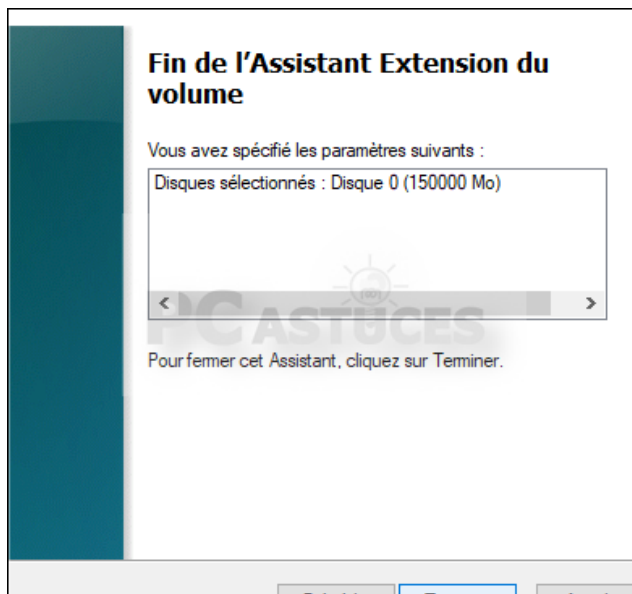 Fin de l'Assistant Extension du
volume
Vous avez spécifié les paramètres suivants :
Disques sélectionnés : Disque 0 (150000 Mo)
PC ASTUCES
Pour fermer cet Assistant, cliquez sur Terminer.